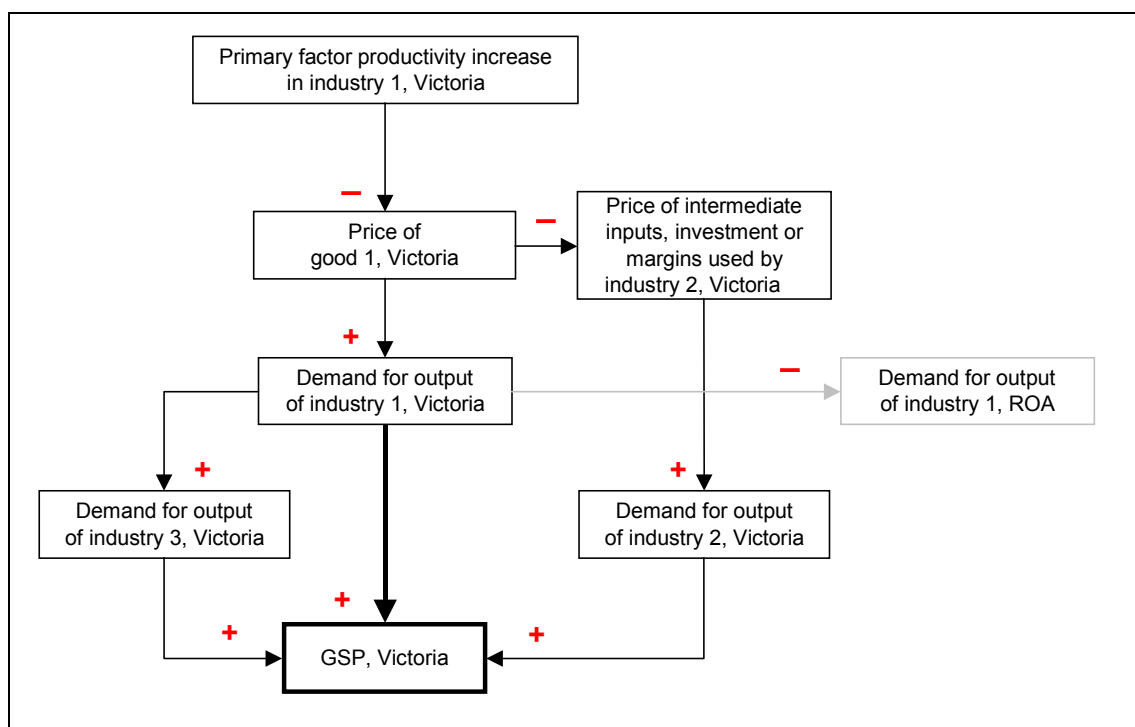 Primary factor productivity increase
in industry 1, Victoria
−
Price of
good 1, Victoria
−
Price of intermediate
inputs, investment or
margins used by
industry 2, Victoria
+
Demand for output
of industry 1, Victoria
−
Demand for output
of industry 1, ROA
+
Demand for output
of industry 3, Victoria
+
Demand for output
of industry 2, Victoria
+
+
+
GSP, Victoria